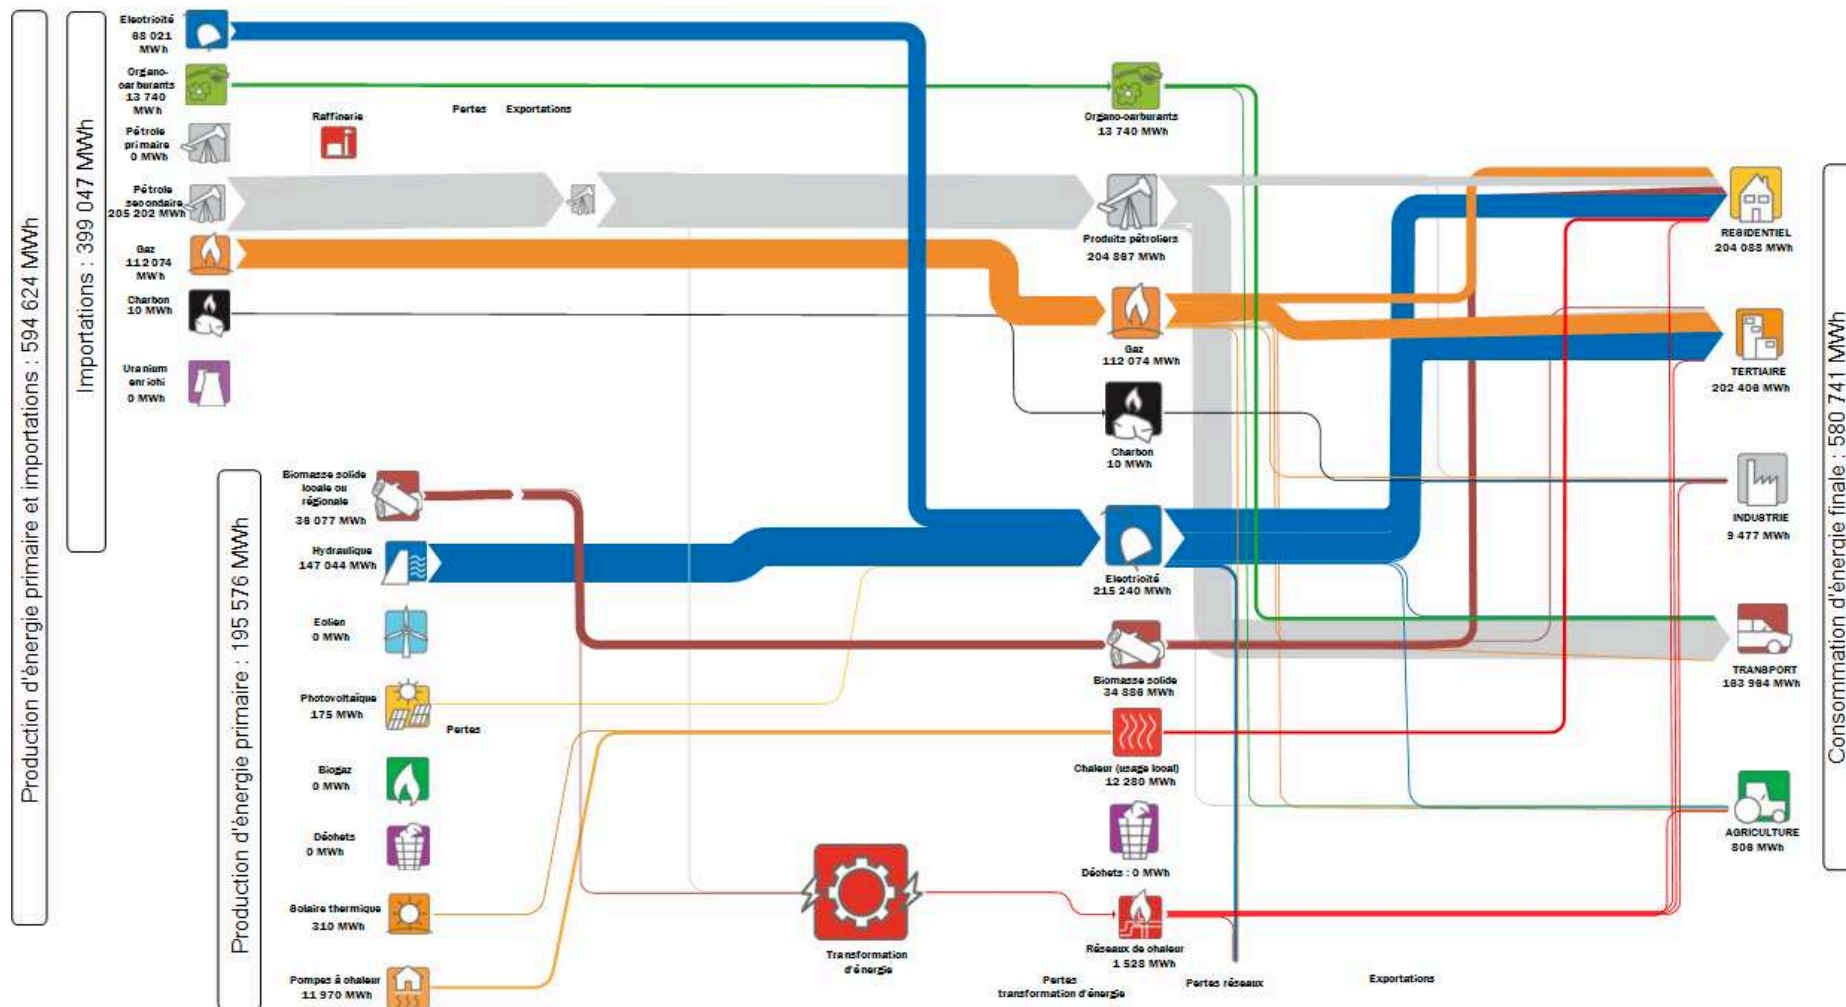 Production d'énergie primaire et importations : 594 624 MWh
Importations : 399 047 MWh
Electricité
68 021
MWh
Organo-
carburants
13 740
MWh
Pétrole
primaire
0 MWh
Pétrole
secondaire
205 202 MWh
Gaz
112 074
MWh
Charbon
10 MWh
Uranium
enrichi
0 MWh
Raffinerie
Pertes
Exportations
Production d'énergie primaire : 195 576 MWh
Biomasse solide
locale ou
régionale
36 077 MWh
Hydraulique
147 044 MWh
Eolien
0 MWh
Photovoltaïque
175 MWh
Pertes
Biogaz
0 MWh
Déchets
0 MWh
Solaire thermique
310 MWh
Pompes à chaleur
11 970 MWh
Transformation
d'énergie
Organo-carburants
13 740 MWh
Produits pétroliers
204 867 MWh
Gaz
112 074 MWh
Charbon
10 MWh
Electricité
215 240 MWh
Biomasse solide
34 886 MWh
Chaleur (usage local)
12 280 MWh
Déchets : 0 MWh
Réseaux de chaleur
1 528 MWh
Pertes
transformation d'énergie
Pertes réseaux
Exportations
RESIDENTIEL
204 088 MWh
TERTIAIRE
202 406 MWh
INDUSTRIE
9 477 MWh
TRANSPORT
163 964 MWh
AGRICULTURE
806 MWh
Consommation d'énergie finale : 580 741 MWh